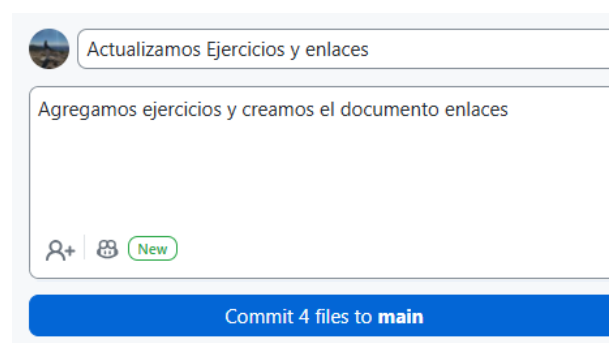 Actualizamos Ejercicios y enlaces
Agregamos ejercicios y creamos el documento enlaces
New
Commit 4 files to main